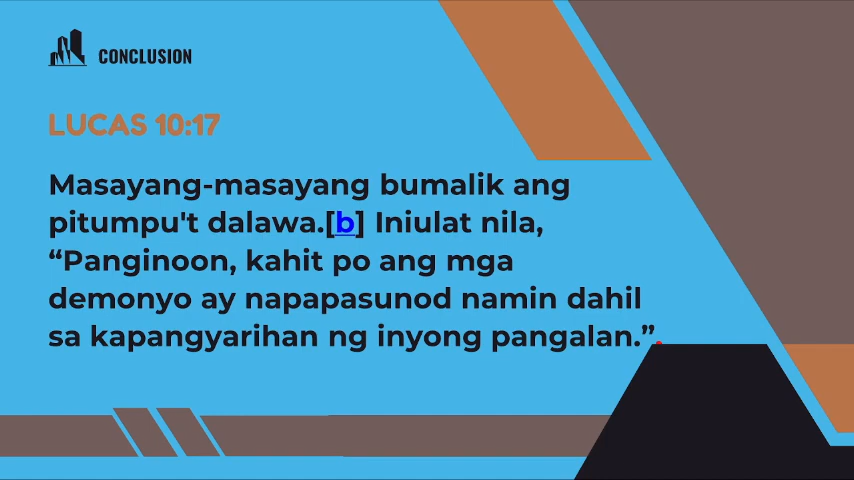 CONCLUSION
LUCAS 10:17
Masayang-masayang bumalik ang
pitumpu't dalawa.[b] Iniulat nila,
“Panginoon, kahit po ang mga
demonyo ay napapasunod namin dahil
sa kapangyarihan ng inyong pangalan.”.